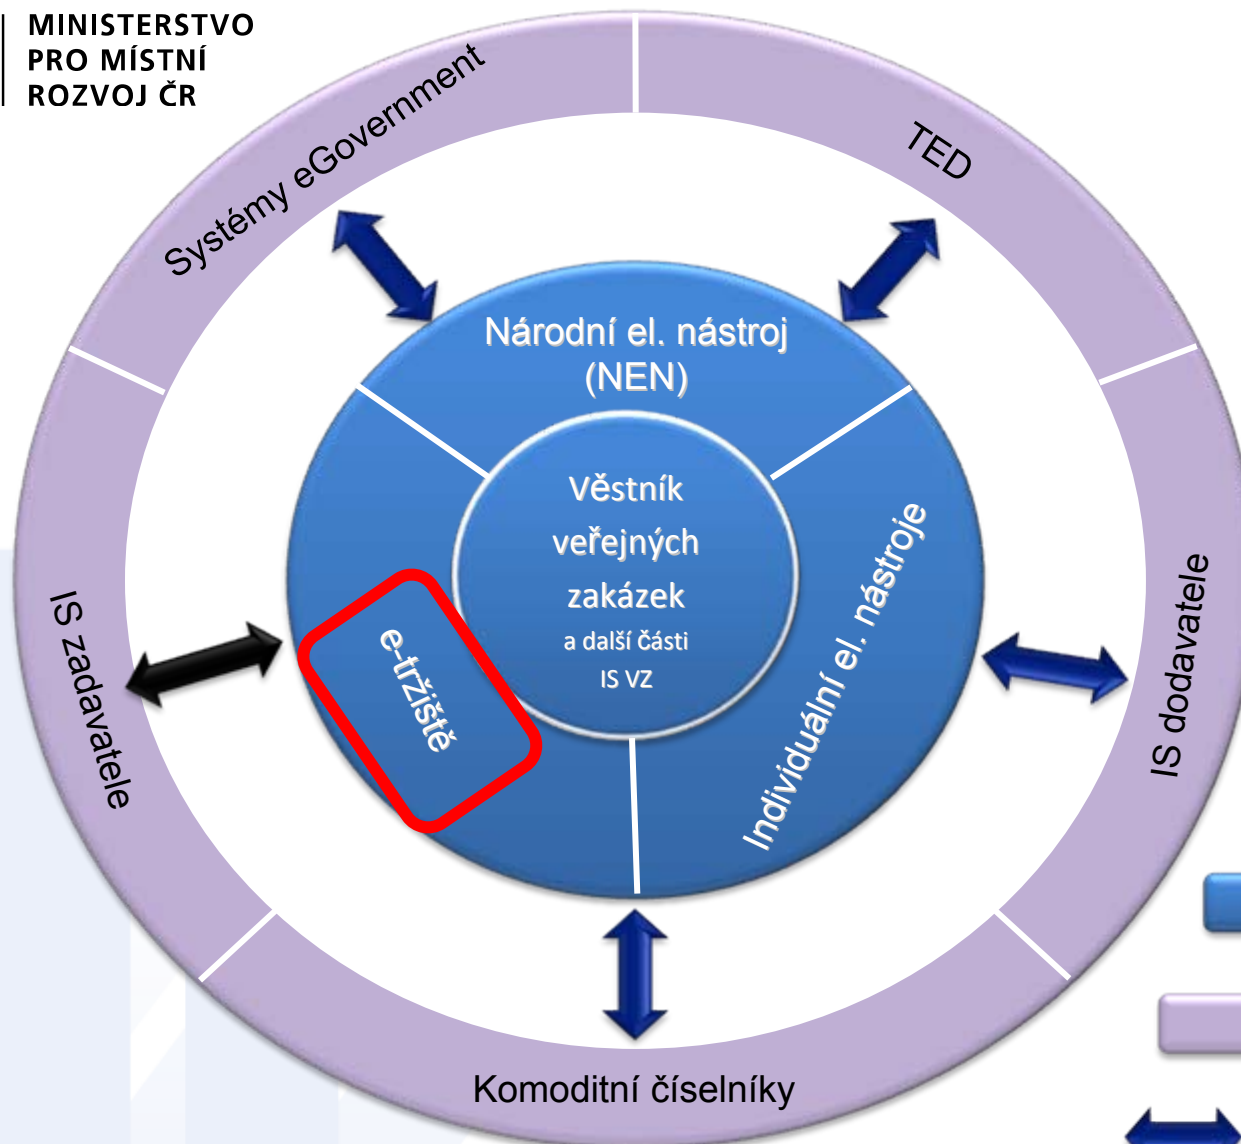 MINISTERSTVO
PRO MÍSTNÍ
ROZVOJ ČR
Systémy eGovernment
TED
Národní el. nástroj
(NEN)
Věstník
veřejných
zakázek
a další části
IS VZ
e-tržiště
Individuální el. nástroje
IS zadavatele
IS dodavatele
Komoditní číselníky